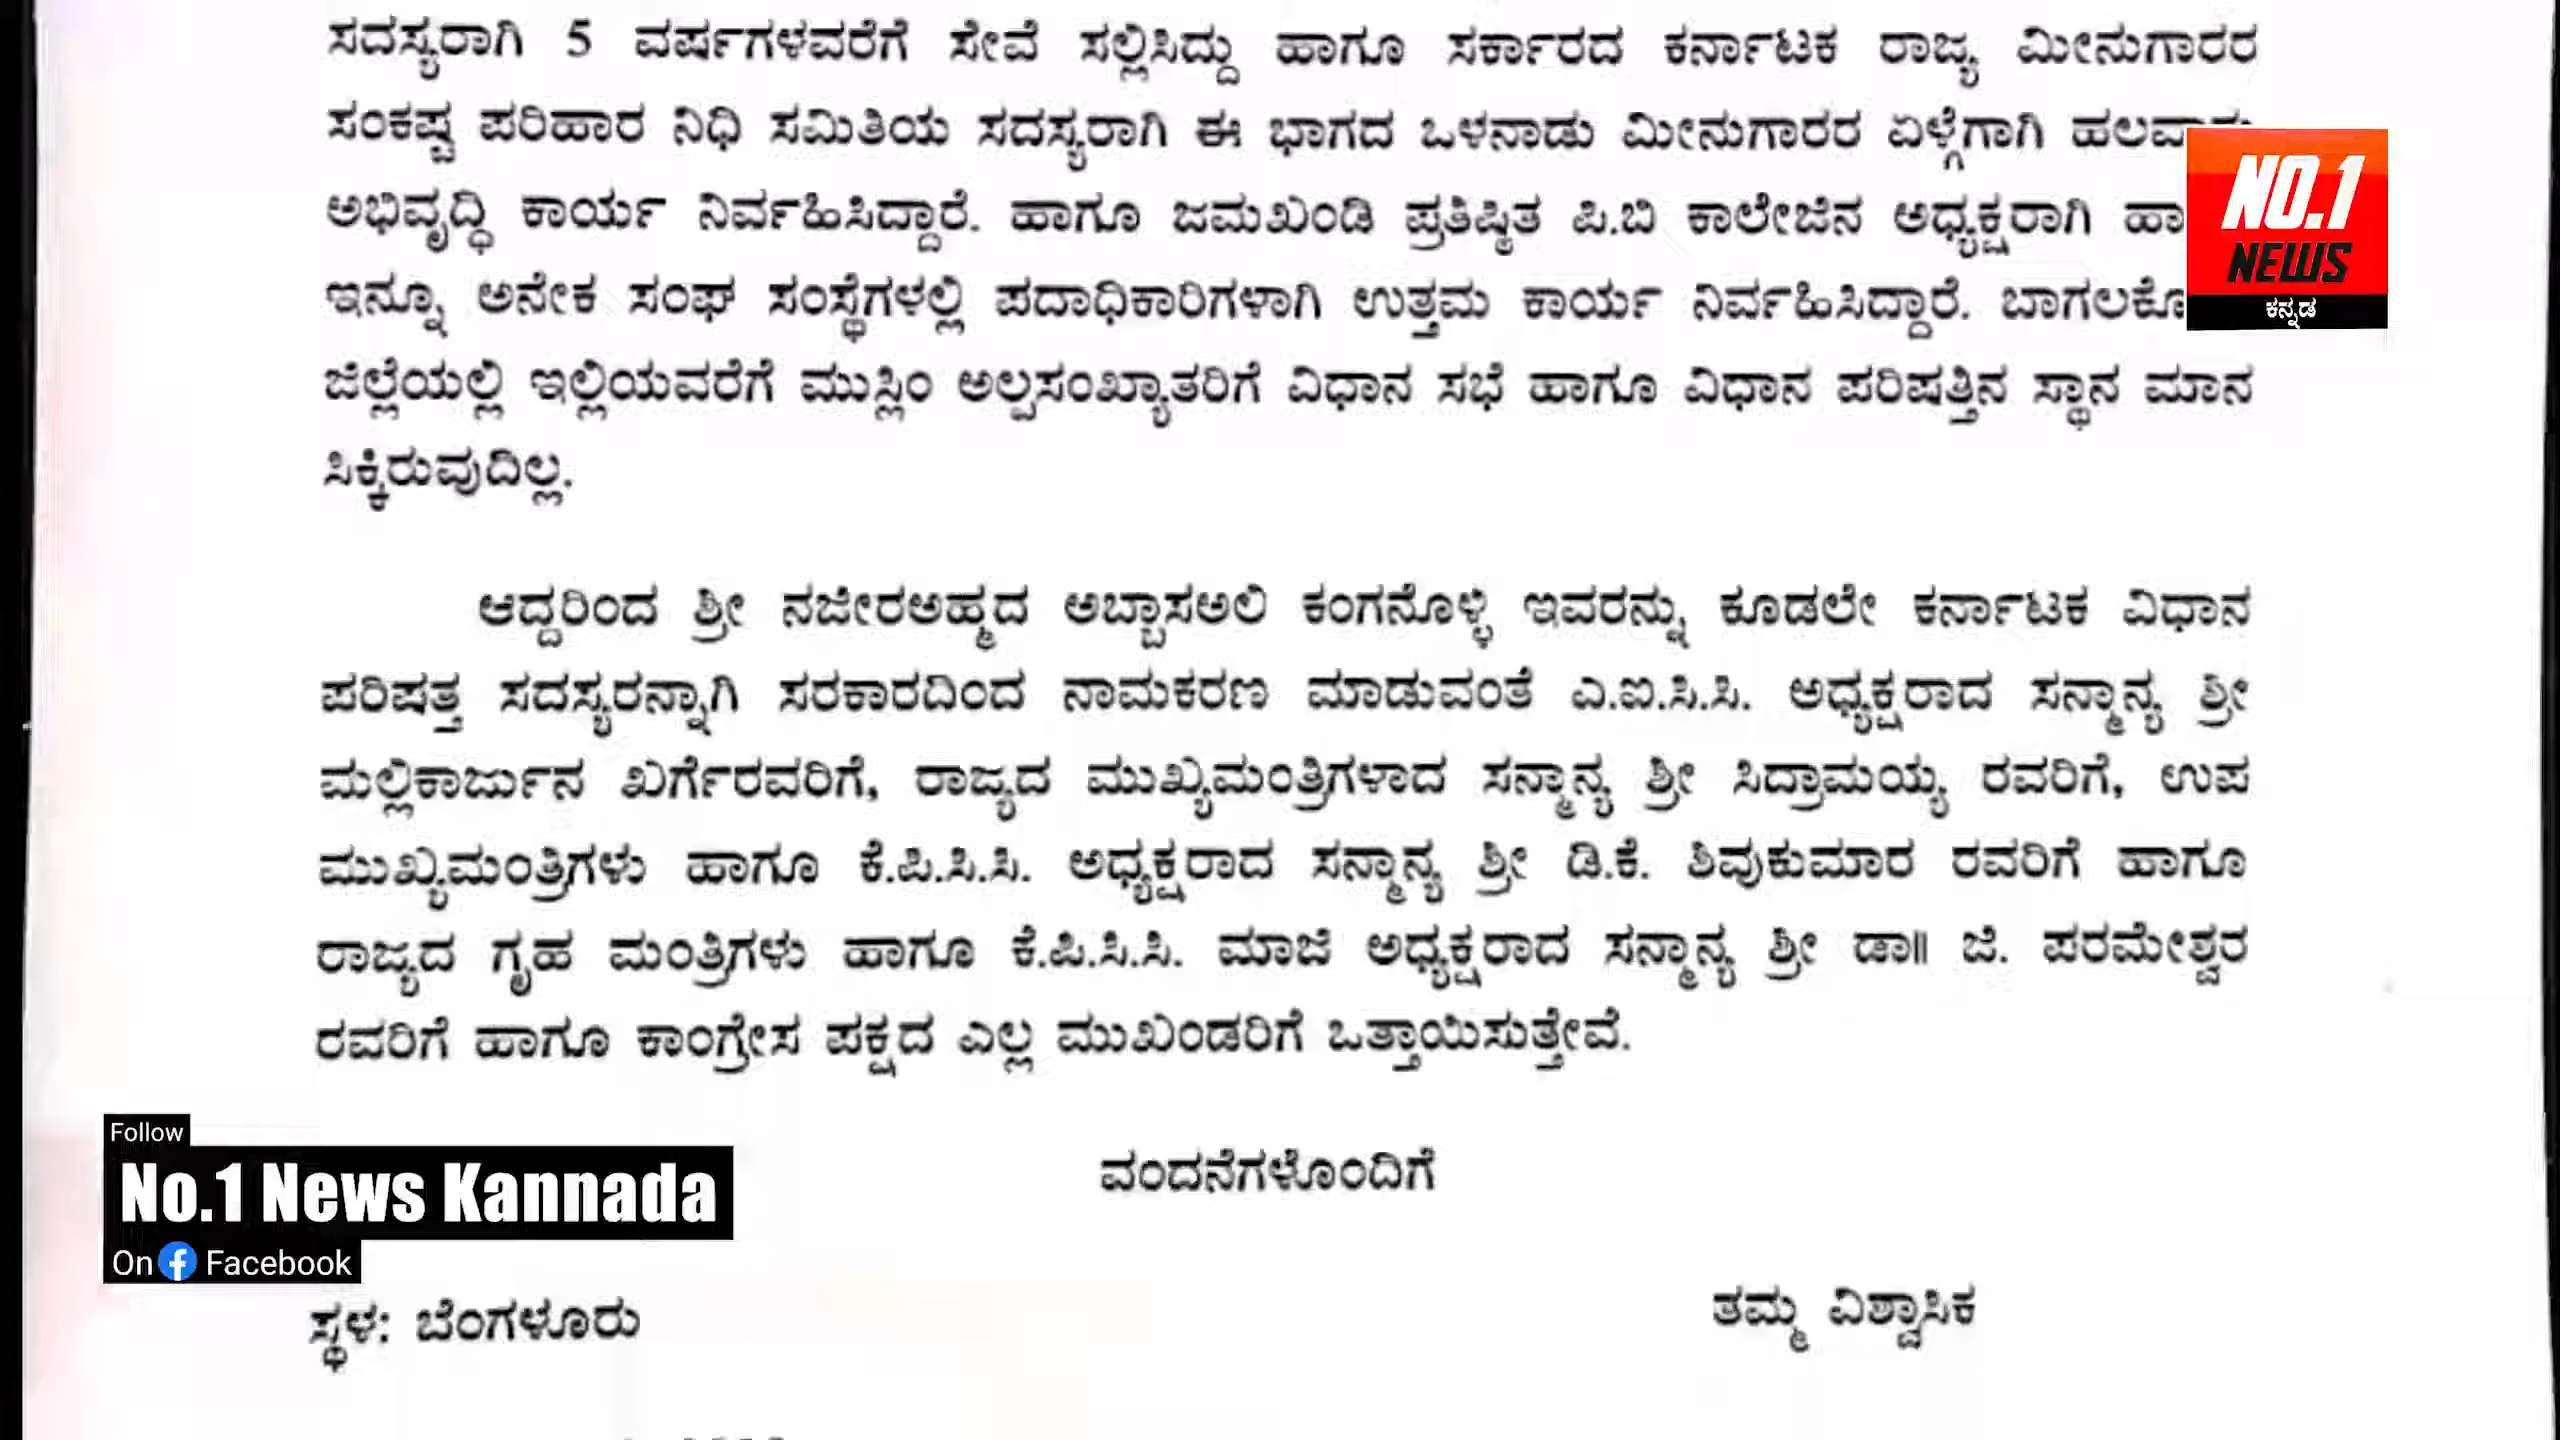 ಸದಸ್ಯರಾಗಿ 5 ವರ್ಷಗಳವರೆಗೆ ಸೇವೆ ಸಲ್ಲಿಸಿದ್ದು ಹಾಗೂ ಸರ್ಕಾರದ ಕರ್ನಾಟಕ ರಾಜ್ಯ ಮೀನುಗಾರರ
ಸಂಕಷ್ಟ ಪರಿಹಾರ ನಿಧಿ ಸಮಿತಿಯ ಸದಸ್ಯರಾಗಿ ಈ ಭಾಗದ ಒಳನಾಡು ಮೀನುಗಾರರ ಏಳ್ಗೆಗಾಗಿ
ಅಭಿವೃದ್ಧಿ ಕಾರ್ಯ ನಿರ್ವಹಿಸಿದ್ದಾರೆ. ಹಾಗೂ ಜಮಖಂಡಿ ಪ್ರತಿಷ್ಠಿತ ಪಿ.ಬಿ ಕಾಲೇಜಿನ ಅಧ್ಯಕ್ಷರಾಗಿ
ಇನ್ನೂ ಅನೇಕ ಸಂಘ ಸಂಸ್ಥೆಗಳಲ್ಲಿ ಪದಾಧಿಕಾರಿಗಳಾಗಿ ಉತ್ತಮ ಕಾರ್ಯ ನಿರ್ವಹಿಸಿದ್ದಾರೆ.
ಜಿಲ್ಲೆಯಲ್ಲಿ ಇಲ್ಲಿಯವರೆಗೆ ಮುಸ್ಲಿಂ ಅಲ್ಪಸಂಖ್ಯಾತರಿಗೆ ವಿಧಾನ ಸಭೆ ಹಾಗೂ ವಿಧಾನ ಪರಿಷತ್ತಿನ ಸ್ಥಾನ ಮಾನ
ಸಿಕ್ಕಿರುವುದಿಲ್ಲ.
NO.1
NEWS
ಕನ್ನಡ
ಆದ್ದರಿಂದ ಶ್ರೀ ನಜೀರಅಹ್ಮದ ಅಬ್ಬಾಸಅಲಿ ಕಂಗನೊಳ್ಳಿ ಇವರನ್ನು ಕೂಡಲೇ ಕರ್ನಾಟಕ ವಿಧಾನ
ಪರಿಷತ್ತ ಸದಸ್ಯರನ್ನಾಗಿ ಸರಕಾರದಿಂದ ನಾಮಕರಣ ಮಾಡುವಂತೆ ಎ.ಐ.ಸಿ.ಸಿ. ಅಧ್ಯಕ್ಷರಾದ ಸನ್ಮಾನ್ಯ ಶ್ರೀ
ಮಲ್ಲಿಕಾರ್ಜುನ ಖರ್ಗೆರವರಿಗೆ, ರಾಜ್ಯದ ಮುಖ್ಯಮಂತ್ರಿಗಳಾದ ಸನ್ಮಾನ್ಯ ಶ್ರೀ ಸಿದ್ರಾಮಯ್ಯ ರವರಿಗೆ, ಉಪ
ಮುಖ್ಯಮಂತ್ರಿಗಳು ಹಾಗೂ ಕೆ.ಪಿ.ಸಿ.ಸಿ. ಅಧ್ಯಕ್ಷರಾದ ಸನ್ಮಾನ್ಯ ಶ್ರೀ ಡಿ.ಕೆ. ಶಿವುಕುಮಾರ ರವರಿಗೆ ಹಾಗೂ
ರಾಜ್ಯದ ಗೃಹ ಮಂತ್ರಿಗಳು ಹಾಗೂ ಕೆ.ಪಿ.ಸಿ.ಸಿ. ಮಾಜಿ ಅಧ್ಯಕ್ಷರಾದ ಸನ್ಮಾನ್ಯ ಶ್ರೀ ಡಾ॥ ಜಿ. ಪರಮೇಶ್ವರ
ರವರಿಗೆ ಹಾಗೂ ಕಾಂಗ್ರೇಸ ಪಕ್ಷದ ಎಲ್ಲ ಮುಖಂಡರಿಗೆ ಒತ್ತಾಯಿಸುತ್ತೇವೆ.
Follow
No.1 News Kannada
On Facebook
ವಂದನೆಗಳೊಂದಿಗೆ
ತಮ್ಮ ವಿಶ್ವಾಸಿಕ
ಸ್ಥಳ: ಬೆಂಗಳೂರು